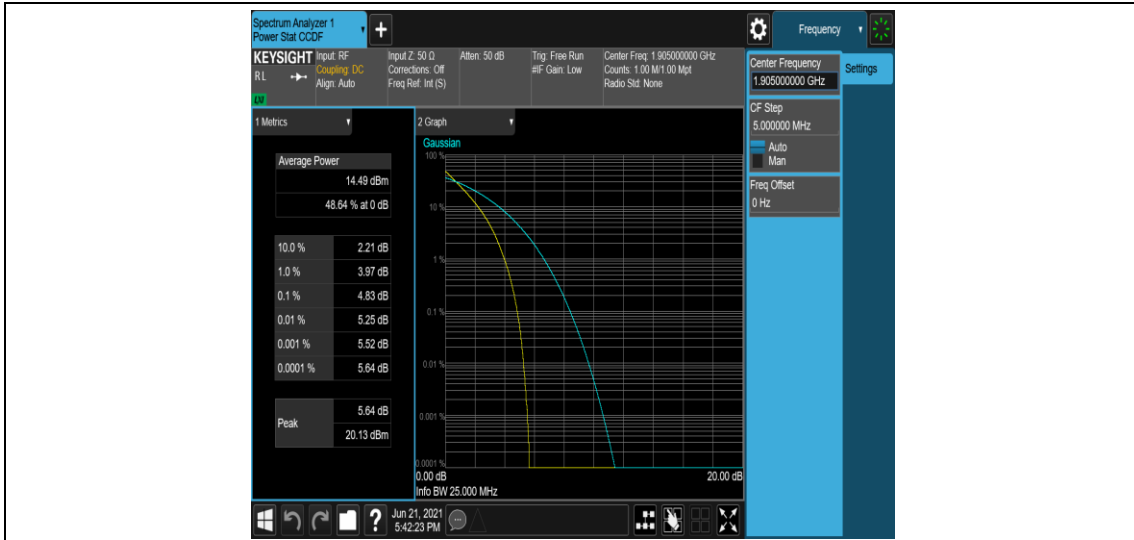 Spectrum Analyzer 1
Power Stat CCDF
▼
+
Frequency ▼
KEYSIGHT
RL
Input: RF
Coupling: DC
Align: Auto
Input Z: 50 Ω
Corrections: Off
Freq Ref: Int (S)
Atten: 50 dB
Trig: Free Run
#IF Gain: Low
Center Freq: 1.905000000 GHz
Counts: 1.00 M/1.00 Mpt
Radio Std: None
Center Frequency
1.905000000 GHz
Settings
CF Step
5.000000 MHz
Auto
Man
Freq Offset
0 Hz
1 Metrics ▼
Average Power
14.49 dBm
48.64 % at 0 dB
10.0 % 2.21 dB
1.0 % 3.97 dB
0.1 % 4.83 dB
0.01 % 5.25 dB
0.001 % 5.52 dB
0.0001 % 5.64 dB
Peak
5.64 dB
20.13 dBm
2 Graph ▼
Gaussian
100 %
10 %
1 %
0.1 %
0.01 %
0.001 %
0.0001 %
0.00 dB 20.00 dB
Info BW 25.000 MHz
?
Jun 21, 2021
5:42:23 PM